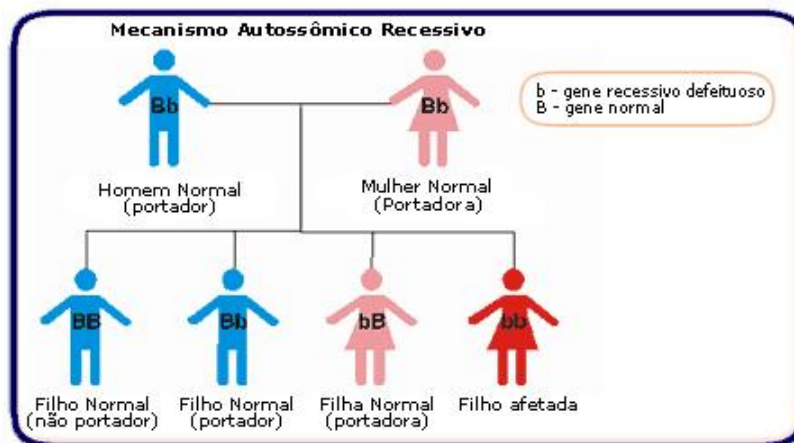 Mecanismo Autossômico Recessivo
b - gene recessivo defeituoso
B - gene normal
Bb
Bb
Homem Normal
(portador)
Mulher Normal
(Portadora)
BB
Bb
bB
bb
Filho Normal
(não portador)
Filho Normal
(portador)
Filha Normal
(portadora)
Filho afetada